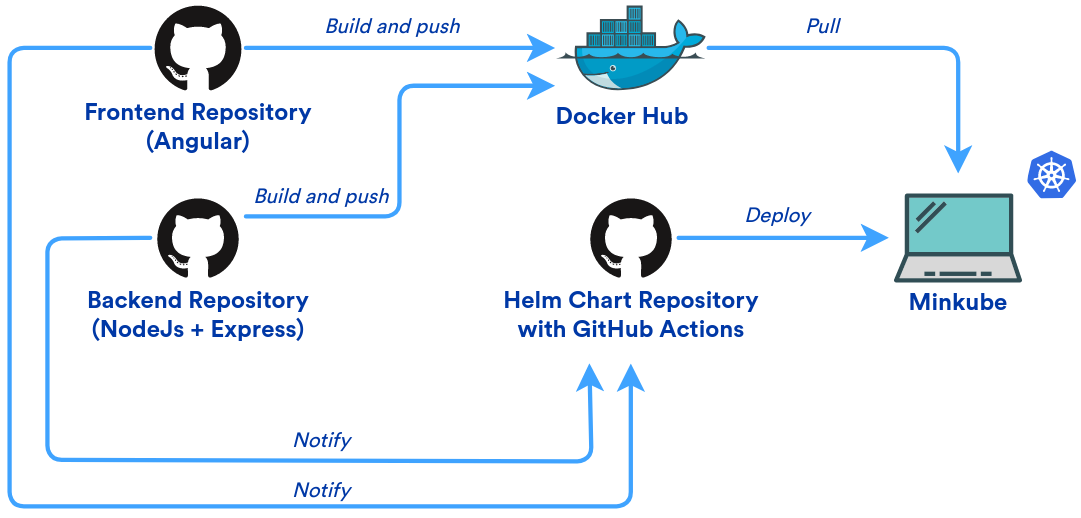 Build and push
Pull
Frontend Repository
(Angular)
Docker Hub
Build and push
Deploy
Backend Repository
(NodeJs + Express)
Helm Chart Repository
with GitHub Actions
Minkube
Notify
Notify